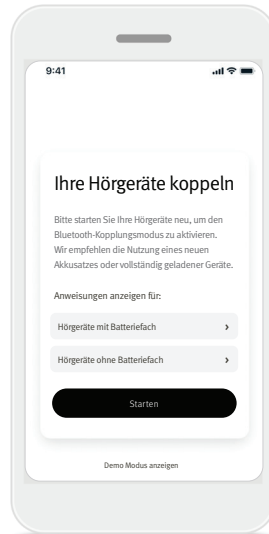 9:41
Ihre Hörgeräte koppeln
Bitte starten Sie Ihre Hörgeräte neu, um den
Bluetooth-Kopplungsmodus zu aktivieren.
Wir empfehlen die Nutzung eines neuen
Akkusatzes oder vollständig geladener Geräte.
Anweisungen anzeigen für:
Hörgeräte mit Batteriefach
Hörgeräte ohne Batteriefach
Starten
Demo Modus anzeigen